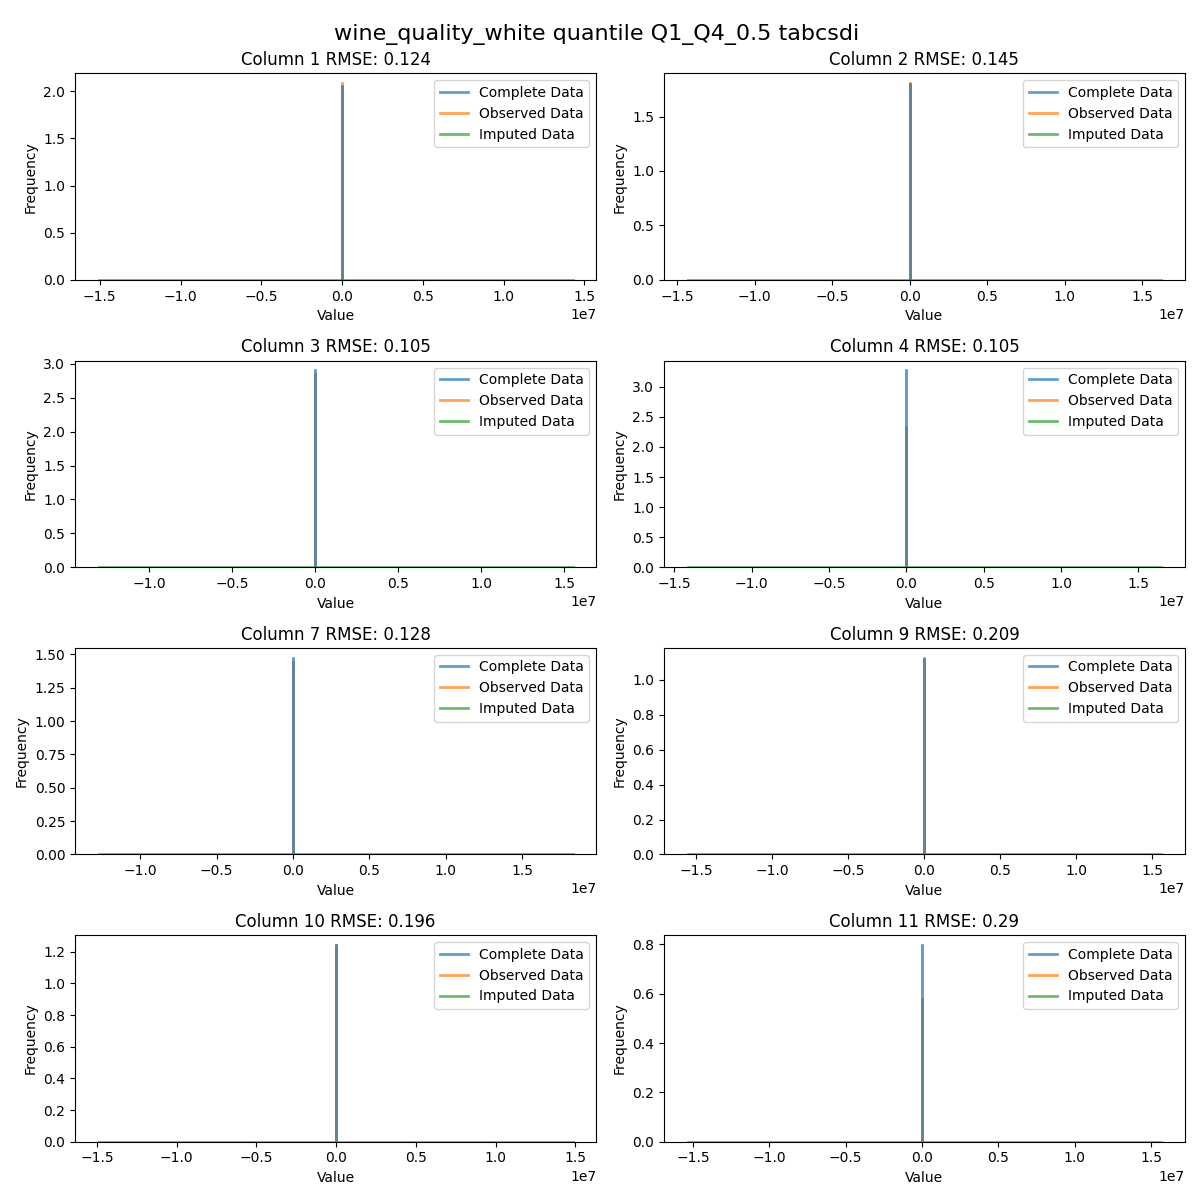 wine_quality_white quantile Q1_Q4_0.5 tabcsdi
Column 1 RMSE: 0.124
2.0
1.5
1.0
0.5
0.0
Frequency
Complete Data
Observed Data
Imputed Data
−1.5 −1.0 −0.5 0.0 0.5 1.0 1.5
Value
1e7
Column 2 RMSE: 0.145
1.5
1.0
0.5
0.0
Frequency
Complete Data
Observed Data
Imputed Data
−1.5 −1.0 −0.5 0.0 0.5 1.0 1.5
Value
1e7
Column 3 RMSE: 0.105
3.0
2.5
2.0
1.5
1.0
0.5
0.0
Frequency
Complete Data
Observed Data
Imputed Data
−1.0 −0.5 0.0 0.5 1.0 1.5
Value
1e7
Column 4 RMSE: 0.105
3.0
2.5
2.0
1.5
1.0
0.5
0.0
Frequency
Complete Data
Observed Data
Imputed Data
−1.5 −1.0 −0.5 0.0 0.5 1.0 1.5
Value
1e7
Column 7 RMSE: 0.128
1.50
1.25
1.00
0.75
0.50
0.25
0.00
Frequency
Complete Data
Observed Data
Imputed Data
−1.0 −0.5 0.0 0.5 1.0 1.5
Value
1e7
Column 9 RMSE: 0.209
1.0
0.8
0.6
0.4
0.2
0.0
Frequency
Complete Data
Observed Data
Imputed Data
−1.5 −1.0 −0.5 0.0 0.5 1.0 1.5
Value
1e7
Column 10 RMSE: 0.196
1.2
1.0
0.8
0.6
0.4
0.2
0.0
Frequency
Complete Data
Observed Data
Imputed Data
−1.5 −1.0 −0.5 0.0 0.5 1.0 1.5
Value
1e7
Column 11 RMSE: 0.29
0.8
0.6
0.4
0.2
0.0
Frequency
Complete Data
Observed Data
Imputed Data
−1.5 −1.0 −0.5 0.0 0.5 1.0 1.5
Value
1e7